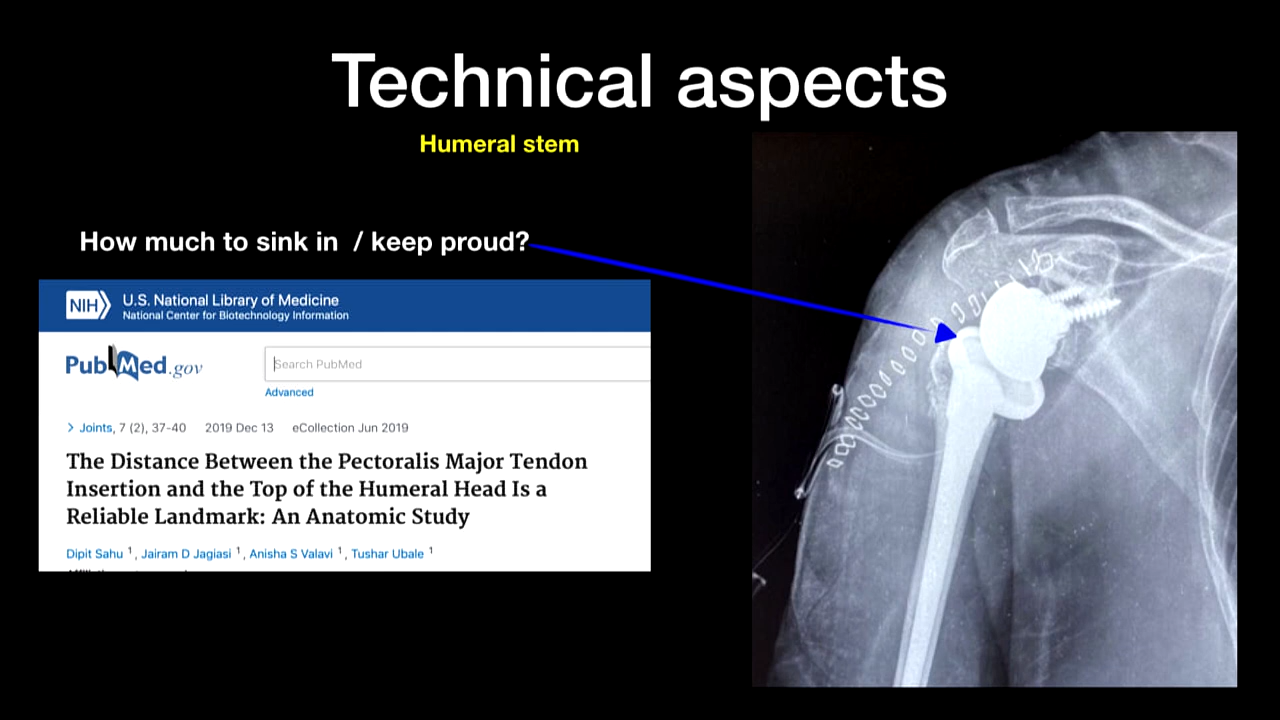 Technical aspects
Humeral stem
How much to sink in / keep proud?
NIH
U.S. National Library of Medicine
National Center for Biotechnology Information
PubMed.gov
Search PubMed
Advanced
> Joints, 7 (2), 37-40 2019 Dec 13 eCollection Jun 2019
The Distance Between the Pectoralis Major Tendon
Insertion and the Top of the Humeral Head Is a
Reliable Landmark: An Anatomic Study
Dipit Sahu 1, Jairam D Jagiasi 1, Anisha S Valavi 1, Tushar Ubale 1